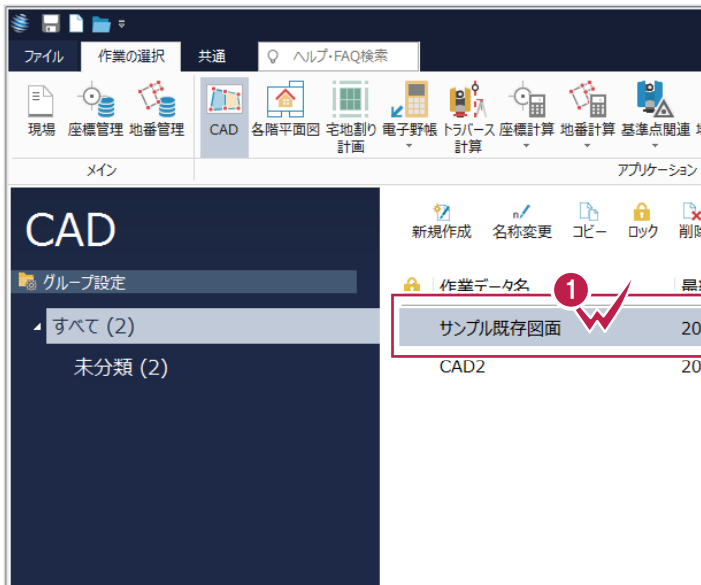 ファイル 作業の選択 共通 ヘルプ・FAQ検索
現場 座標管理 地番管理 CAD 各階平面図 宅地割り 電子野帳 トラバース 座標計算 地番計算 基準点関連
計画 計算
メイン アプリケーション
CAD
新規作成 名称変更 コピー ロック 削除
グループ設定
作業データ名 最
1
すべて (2)
サンプル既存図面 20
未分類 (2)
CAD2 20